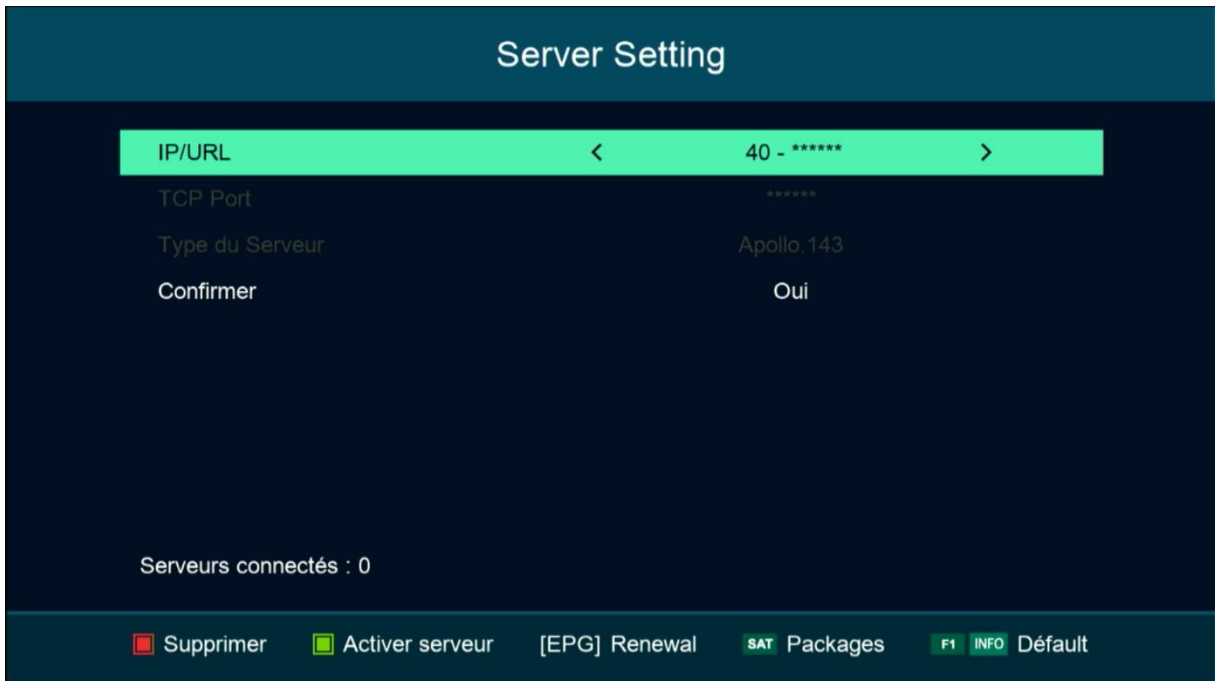 Server Setting
IP/URL < 40 - ****** >
TCP Port ******
Type du Serveur Apollo.143
Confirmer Oui
Serveurs connectés : 0
Supprimer Activer serveur [EPG] Renewal SAT Packages F1 INFO Défault